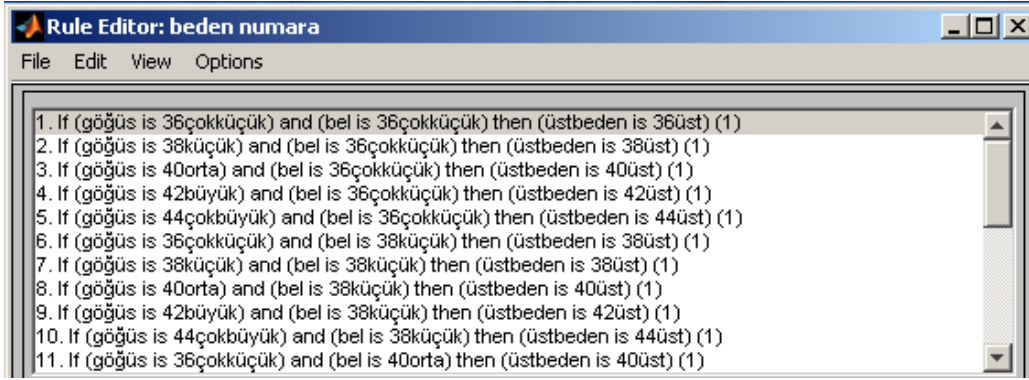 Rule Editor: beden numara
File Edit View Options
1. If (göğüs is 36çokküçük) and (bel is 36çokküçük) then (üstbeden is 36üst) (1)
2. If (göğüs is 38küçük) and (bel is 36çokküçük) then (üstbeden is 38üst) (1)
3. If (göğüs is 40orta) and (bel is 36çokküçük) then (üstbeden is 40üst) (1)
4. If (göğüs is 42büyük) and (bel is 36çokküçük) then (üstbeden is 42üst) (1)
5. If (göğüs is 44çokbüyük) and (bel is 36çokküçük) then (üstbeden is 44üst) (1)
6. If (göğüs is 36çokküçük) and (bel is 38küçük) then (üstbeden is 38üst) (1)
7. If (göğüs is 38küçük) and (bel is 38küçük) then (üstbeden is 38üst) (1)
8. If (göğüs is 40orta) and (bel is 38küçük) then (üstbeden is 40üst) (1)
9. If (göğüs is 42büyük) and (bel is 38küçük) then (üstbeden is 42üst) (1)
10. If (göğüs is 44çokbüyük) and (bel is 38küçük) then (üstbeden is 44üst) (1)
11. If (göğüs is 36çokküçük) and (bel is 40orta) then (üstbeden is 40üst) (1)